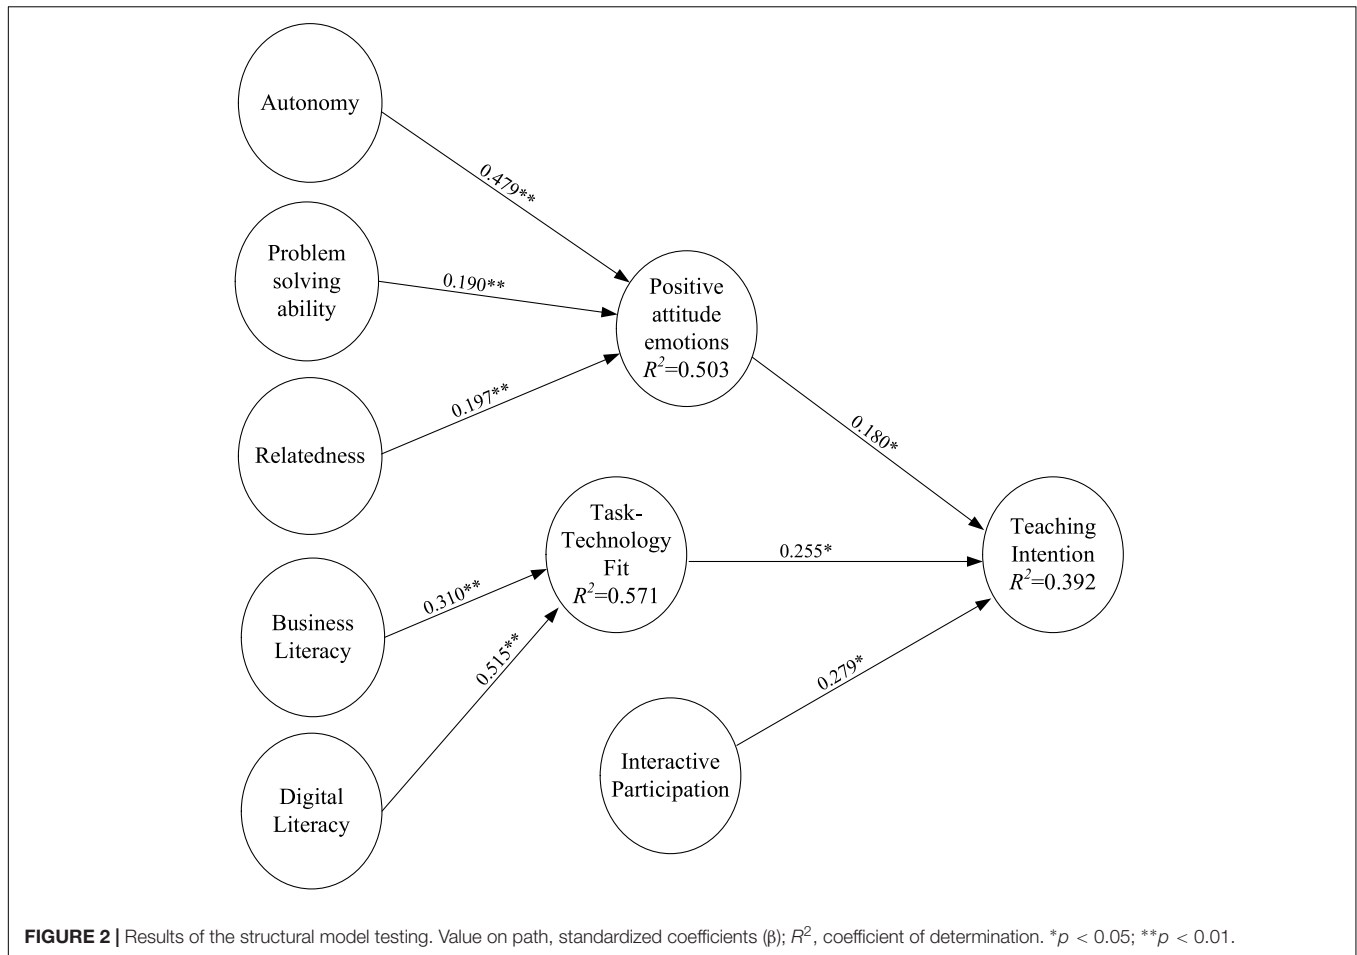 Autonomy
0.479**
Problem
solving
ability
0.190**
Positive
attitude
emotions
R²=0.503
Relatedness
0.197**
0.180*
Task-
Technology
Fit
R²=0.571
0.255*
Teaching
Intention
R²=0.392
Business
Literacy
0.310**
0.515**
0.279*
Interactive
Participation
Digital
Literacy
FIGURE 2 | Results of the structural model testing. Value on path, standardized coefficients (β); R², coefficient of determination. *p < 0.05; **p < 0.01.